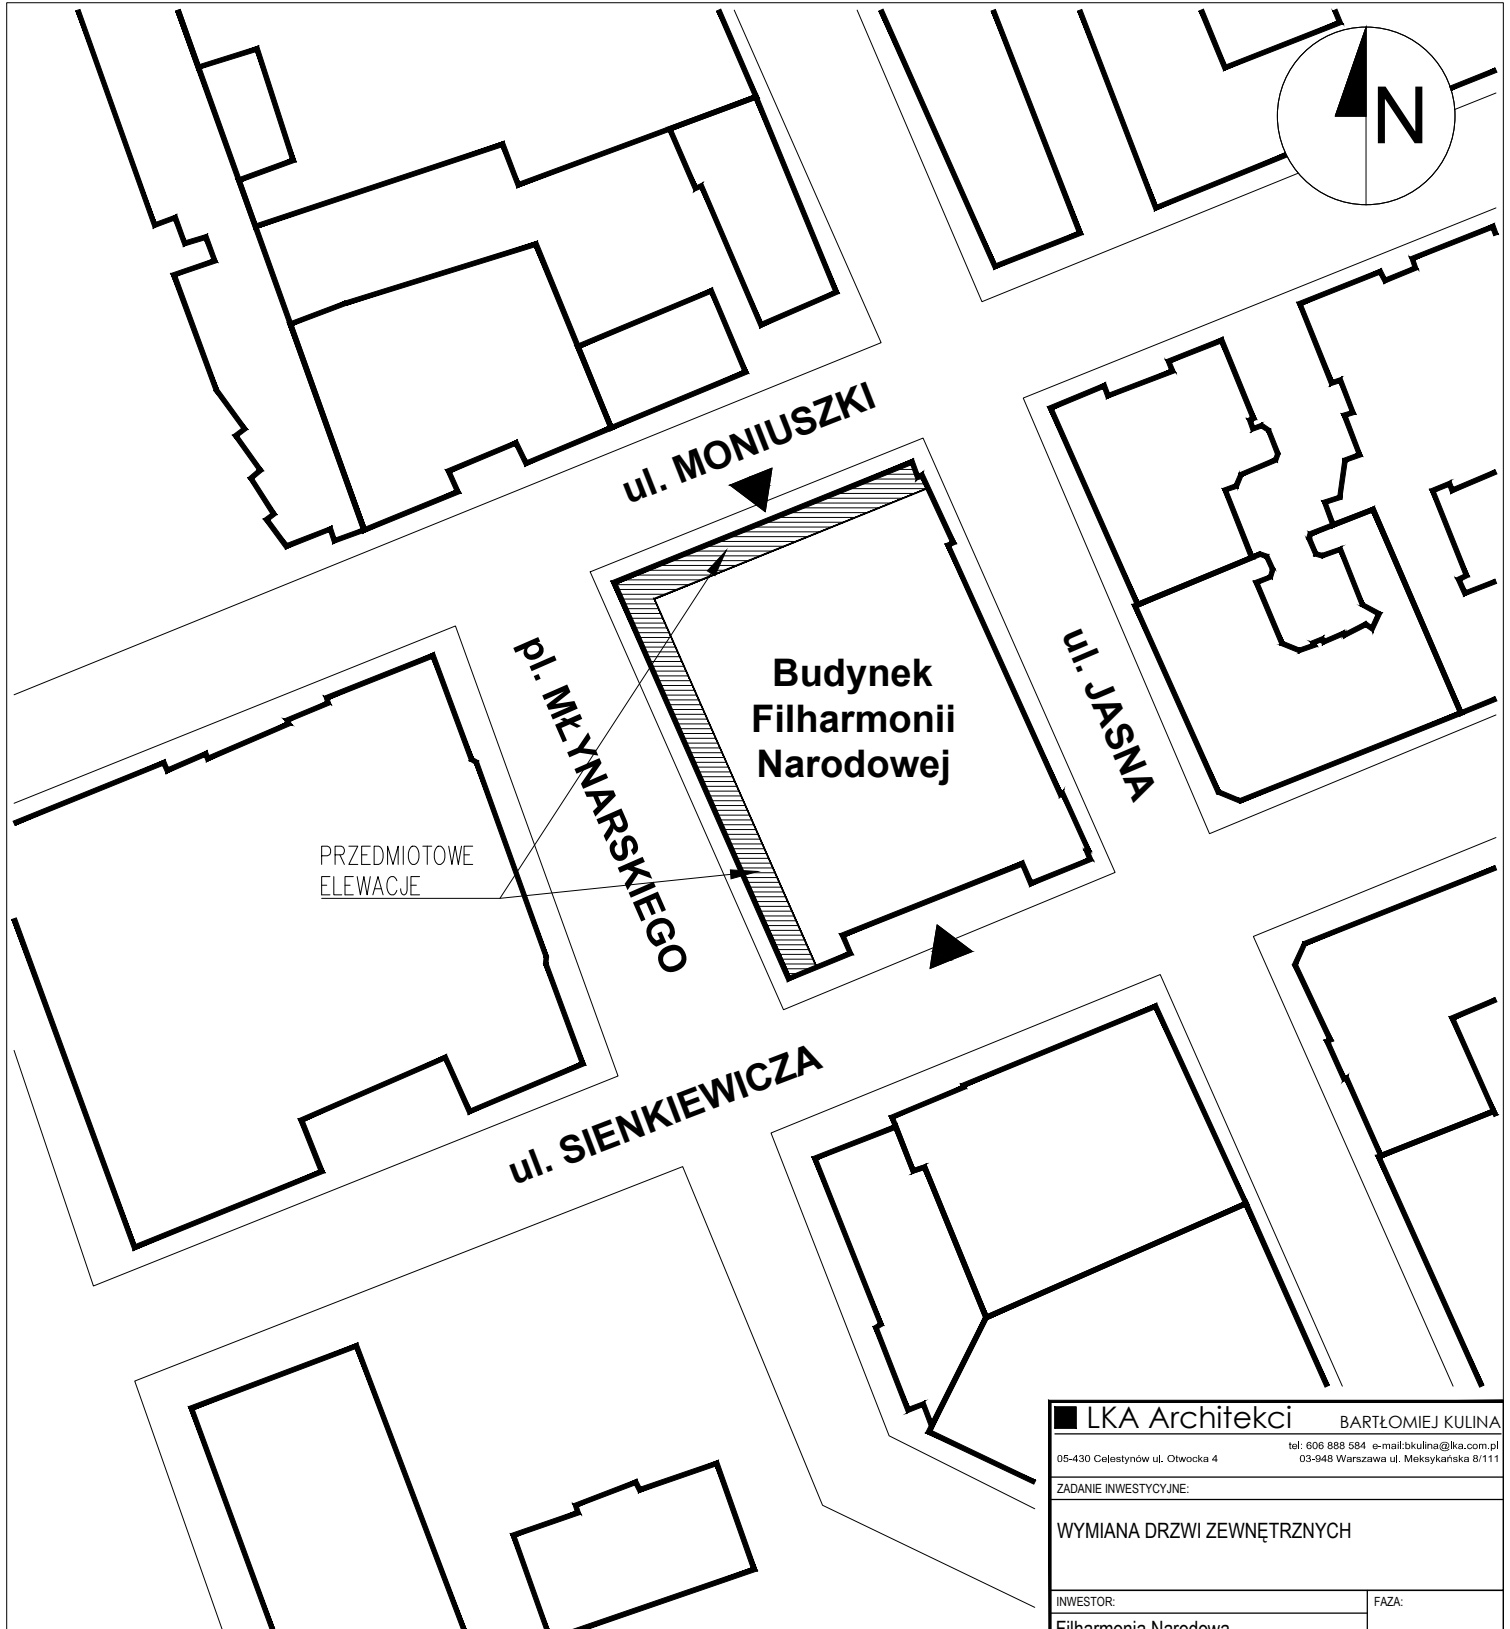 N
ul. MONIUSZKI
pl. MŁYNARSKIEGO
Budynek
Filharmonii
Narodowej
ul. JASNA
PRZEDMIOTOWE
ELEWACJE
ul. SIENKIEWICZA
LKA Architekci BARTŁOMIEJ KULINA
tel: 606 888 584 e-mail:bkulina@lka.com.pl
05-430 Celestynów ul. Otwocka 4 03-948 Warszawa ul. Meksykańska 8/111
ZADANIE INWESTYCYJNE:
WYMIANA DRZWI ZEWNĘTRZNYCH
INWESTOR: FAZA:
Filharmonia Narodowa